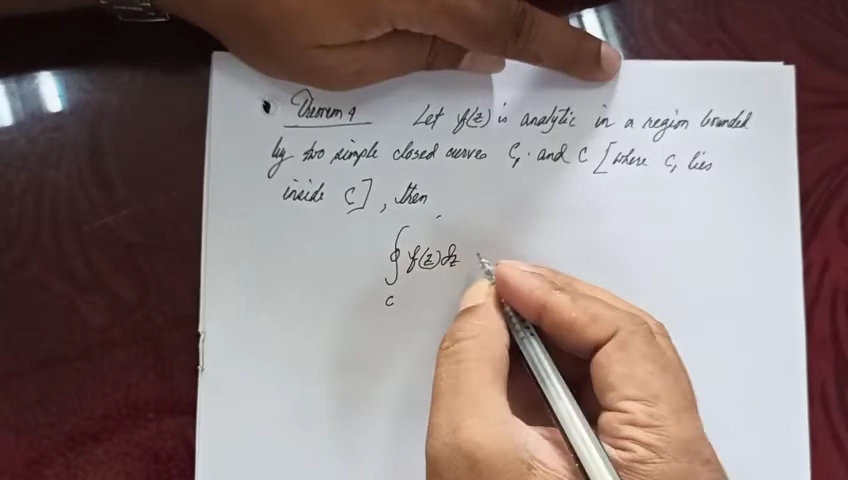 Theorem 4 Let f(z) is analytic in a region bounded
by two simple closed curves C₁ and C [where C₁ lies
inside C], then
∮ f(z)dz
C